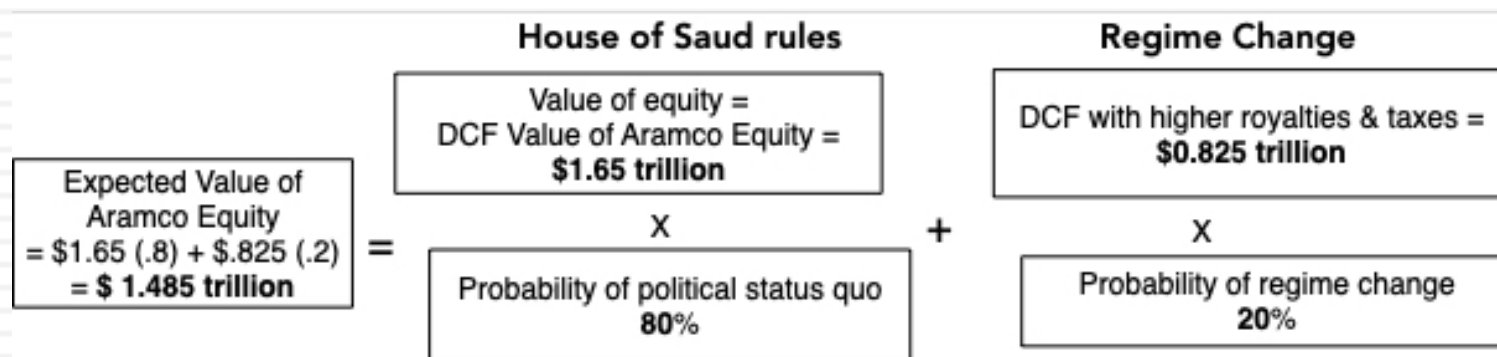 House of Saud rules
Regime Change
Value of equity =
DCF Value of Aramco Equity =
$1.65 trillion
DCF with higher royalties & taxes =
$0.825 trillion
Expected Value of
Aramco Equity
= $1.65 (.8) + $.825 (.2)
= $ 1.485 trillion
=
X
+
X
Probability of political status quo
80%
Probability of regime change
20%